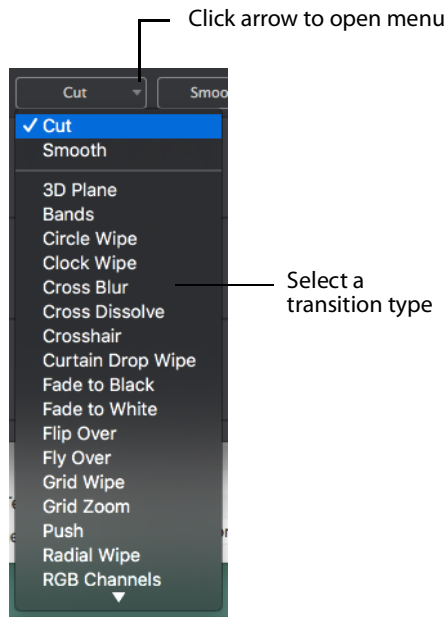 Click arrow to open menu
Cut
Smoo
✓ Cut
Smooth
3D Plane
Bands
Circle Wipe
Clock Wipe
Cross Blur
Select a
transition type
Cross Dissolve
Crosshair
Curtain Drop Wipe
Fade to Black
Fade to White
Flip Over
Fly Over
Grid Wipe
Grid Zoom
Push
Radial Wipe
RGB Channels